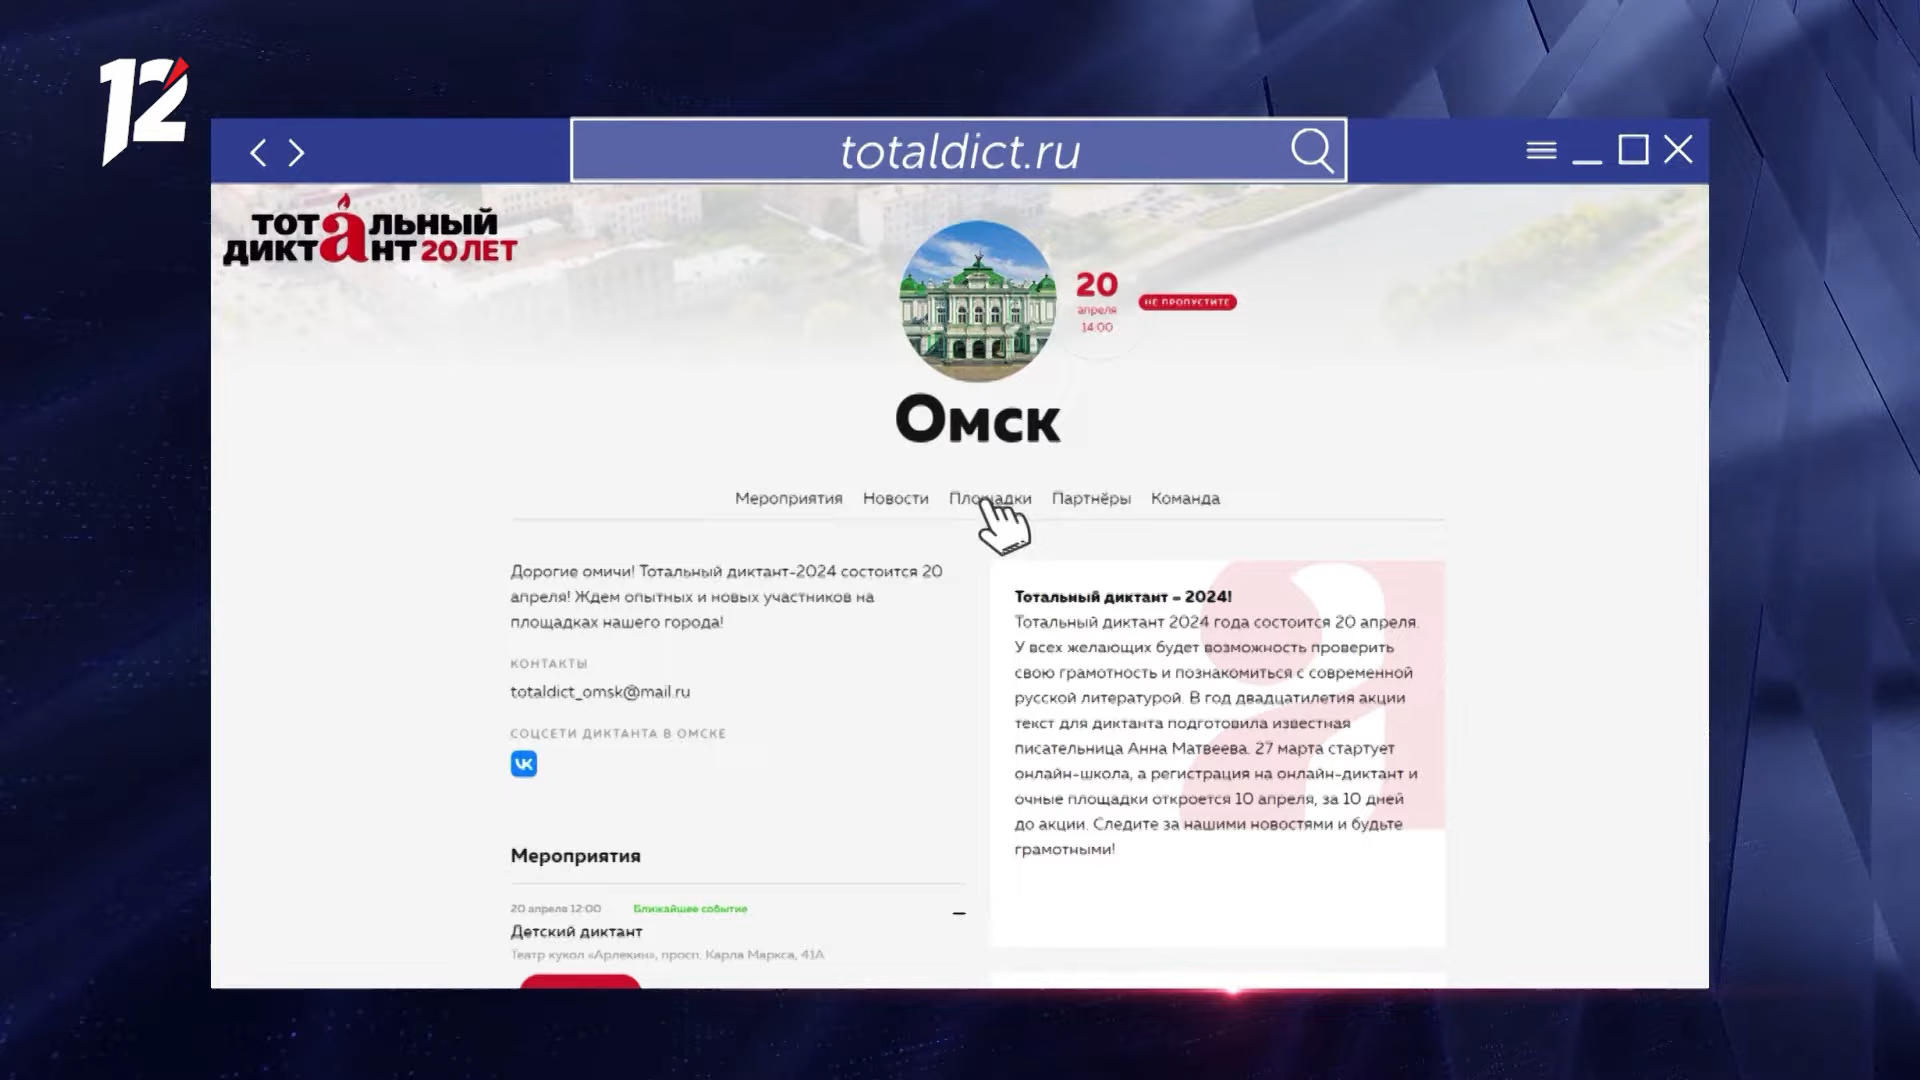 12
totaldict.ru
ТОТАЛЬНЫЙ
ДИКТАНТ 20 ЛЕТ
20
апреля
14:00
НЕ ПРОПУСТИТЕ
Омск
Мероприятия Новости Площадки Партнёры Команда
Дорогие омичи! Тотальный диктант-2024 состоится 20
апреля! Ждем опытных и новых участников на
площадках нашего города!
КОНТАКТЫ
totaldict_omsk@mail.ru
СОЦСЕТИ ДИКТАНТА В ОМСКЕ
Мероприятия
20 апреля 12:00 Ближайшее событие
Детский диктант
Театр кукол «Арлекин», просп. Карла Маркса, 41А
Тотальный диктант – 2024!
Тотальный диктант 2024 года состоится 20 апреля.
У всех желающих будет возможность проверить
свою грамотность и познакомиться с современной
русской литературой. В год двадцатилетия акции
текст для диктанта подготовила известная
писательница Анна Матвеева. 27 марта стартует
онлайн-школа, а регистрация на онлайн-диктант и
очные площадки откроется 10 апреля, за 10 дней
до акции. Следите за нашими новостями и будьте
грамотными!